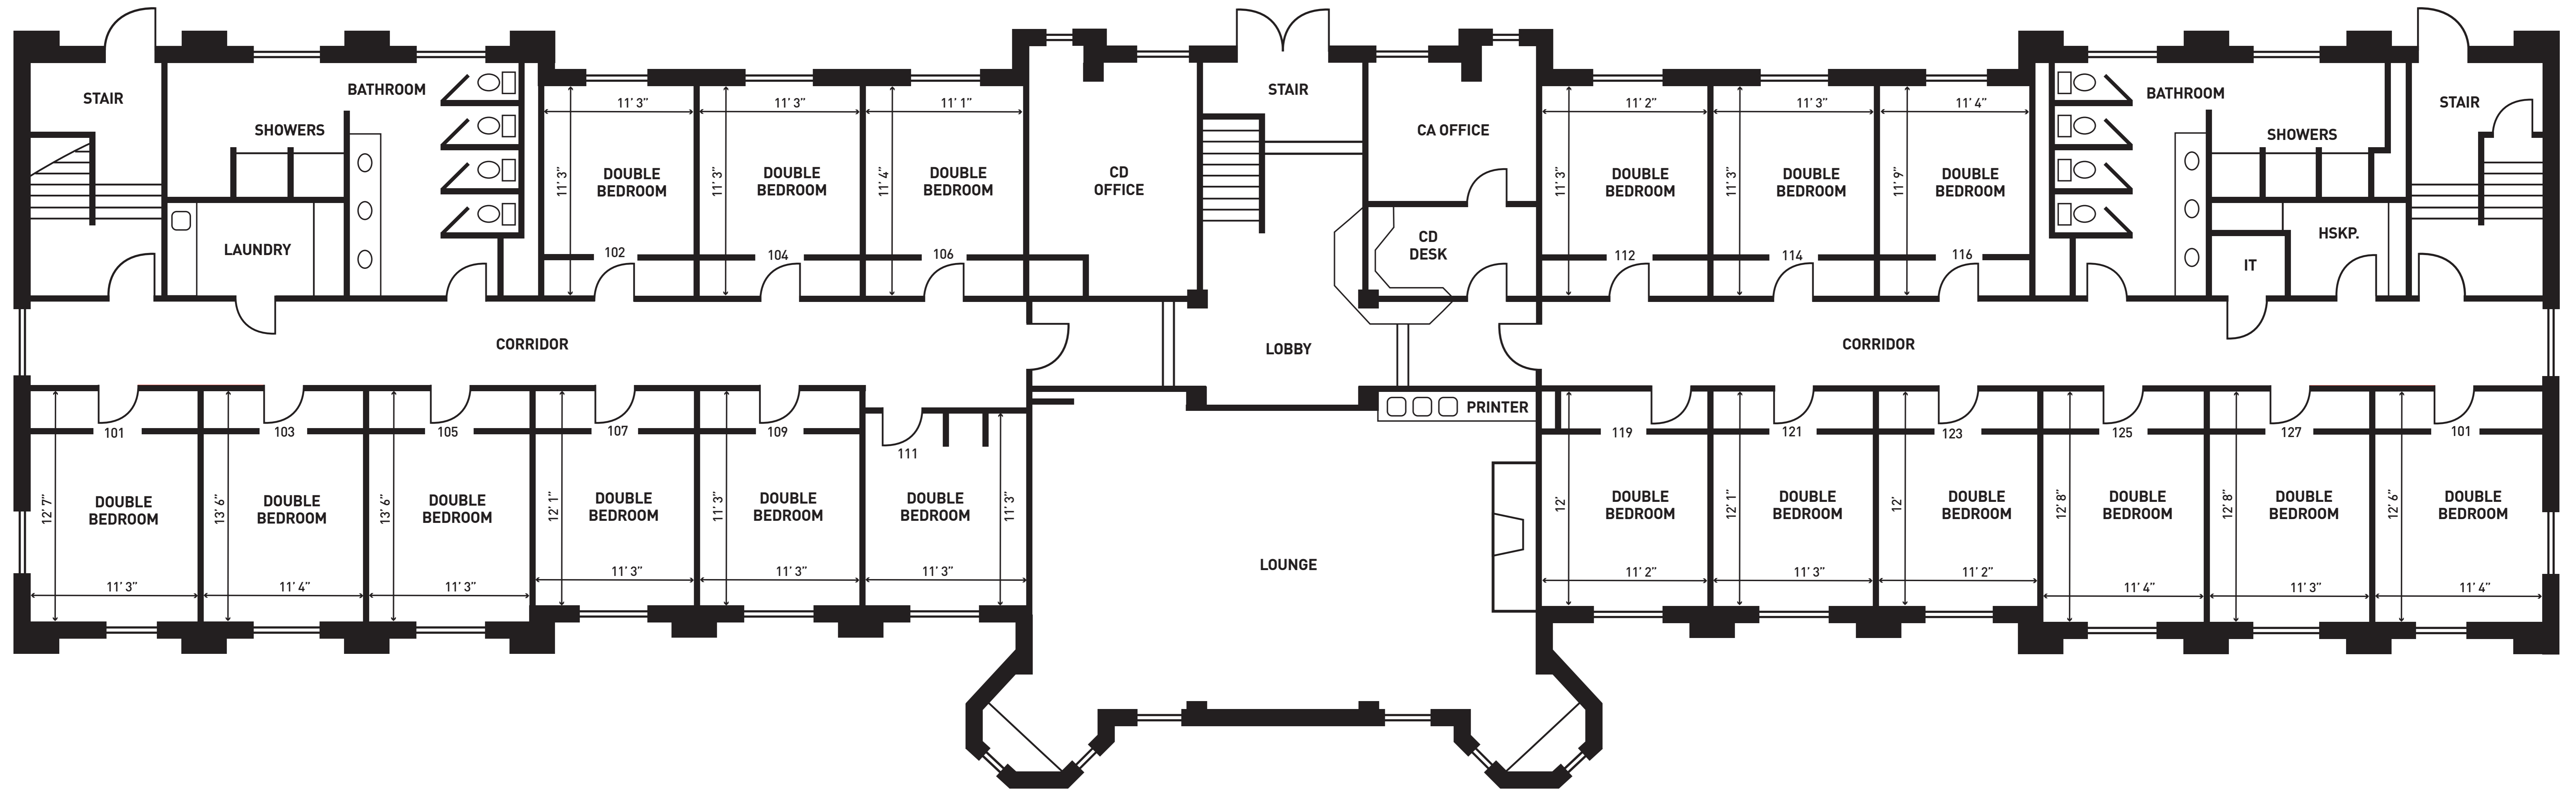 STAIR
BATHROOM
SHOWERS
LAUNDRY
11' 3"
11' 3"
DOUBLE
BEDROOM
102
11' 3"
11' 3"
DOUBLE
BEDROOM
104
11' 1"
11' 4"
DOUBLE
BEDROOM
106
CD
OFFICE
STAIR
CA OFFICE
CD
DESK
11' 2"
11' 3"
DOUBLE
BEDROOM
112
11' 3"
11' 3"
DOUBLE
BEDROOM
114
11' 4"
11' 9"
DOUBLE
BEDROOM
116
BATHROOM
SHOWERS
STAIR
HSKP.
IT
CORRIDOR
LOBBY
CORRIDOR
101
12' 7"
DOUBLE
BEDROOM
11' 3"
103
13' 6"
DOUBLE
BEDROOM
11' 4"
105
13' 6"
DOUBLE
BEDROOM
11' 3"
107
12' 1"
DOUBLE
BEDROOM
11' 3"
109
11' 3"
DOUBLE
BEDROOM
11' 3"
111
DOUBLE
BEDROOM
11' 3"
11' 3"
PRINTER
LOUNGE
119
12'
DOUBLE
BEDROOM
11' 2"
121
12' 1"
DOUBLE
BEDROOM
11' 3"
123
12'
DOUBLE
BEDROOM
11' 2"
125
12' 8"
DOUBLE
BEDROOM
11' 4"
127
12' 8"
DOUBLE
BEDROOM
11' 3"
101
12' 6"
DOUBLE
BEDROOM
11' 4"